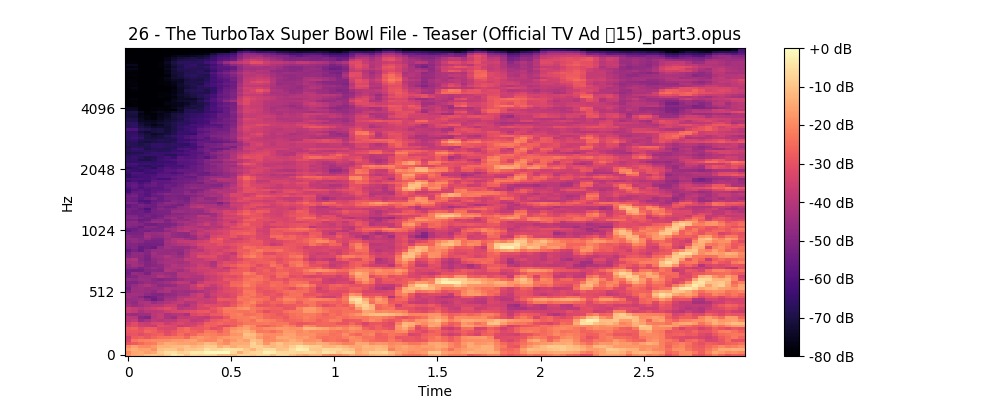 26 - The TurboTax Super Bowl File - Teaser (Official TV Ad ▯15)_part3.opus
Hz
4096
2048
1024
512
0
0 0.5 1 1.5 2 2.5
Time
+0 dB
-10 dB
-20 dB
-30 dB
-40 dB
-50 dB
-60 dB
-70 dB
-80 dB